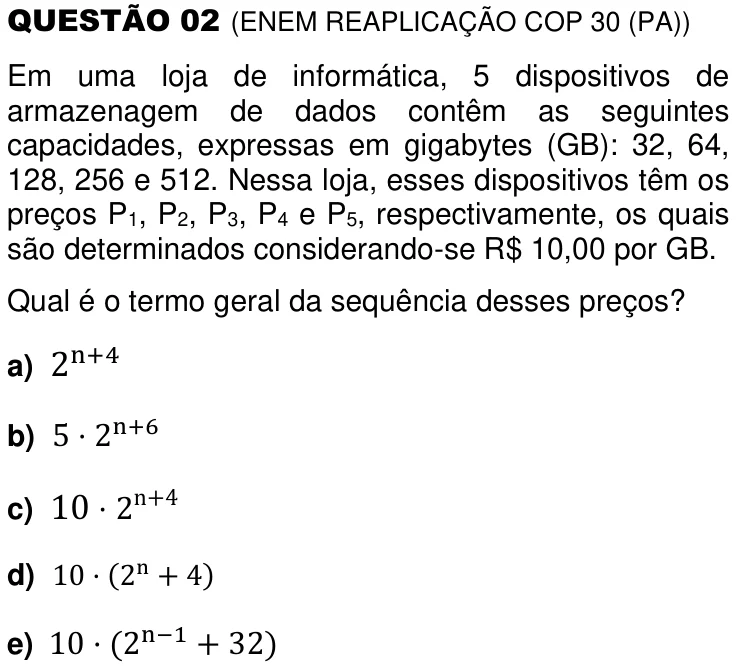 QUESTÃO 02 (ENEM REAPLICAÇÃO COP 30 (PA))
Em uma loja de informática, 5 dispositivos de
armazenagem de dados contêm as seguintes
capacidades, expressas em gigabytes (GB): 32, 64,
128, 256 e 512. Nessa loja, esses dispositivos têm os
preços P₁, P₂, P₃, P₄ e P₅, respectivamente, os quais
são determinados considerando-se R$ 10,00 por GB.
Qual é o termo geral da sequência desses preços?
a) 2ⁿ⁺⁴
b) 5 · 2ⁿ⁺⁶
c) 10 · 2ⁿ⁺⁴
d) 10 · (2ⁿ + 4)
e) 10 · (2ⁿ⁻¹ + 32)